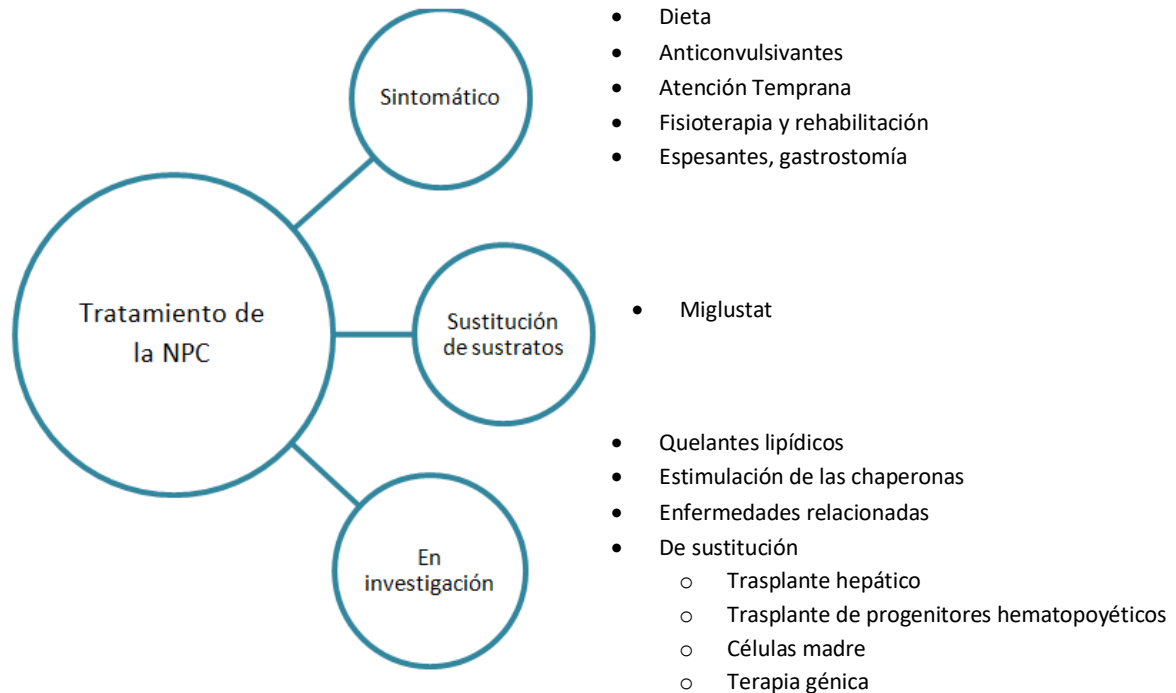 Tratamiento de
la NPC
Sintomático
• Dieta
• Anticonvulsivantes
• Atención Temprana
• Fisioterapia y rehabilitación
• Espesantes, gastrostomía
Sustitución
de sustratos
• Miglustat
En
investigación
• Quelantes lipídicos
• Estimulación de las chaperonas
• Enfermedades relacionadas
• De sustitución
o Trasplante hepático
o Trasplante de progenitores hematopoyéticos
o Células madre
o Terapia génica